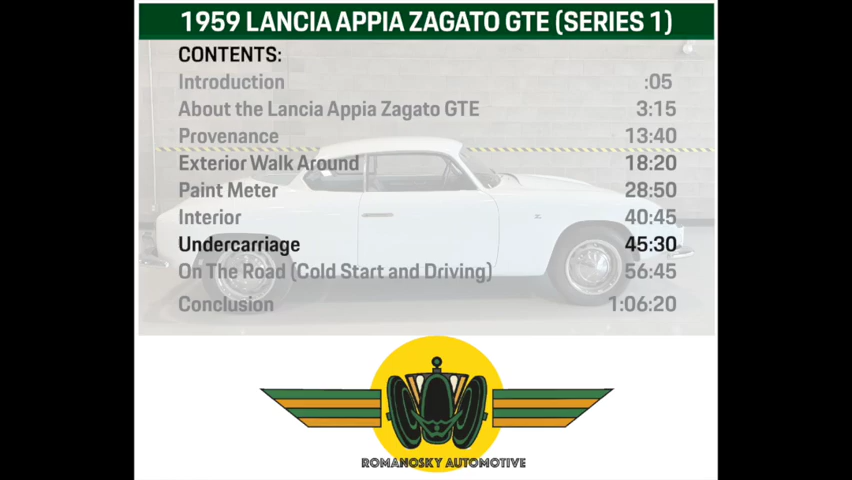 1959 LANCIA APPIA ZAGATO GTE (SERIES 1)
CONTENTS:
Introduction :05
About the Lancia Appia Zagato GTE 3:15
Provenance 13:40
Exterior Walk Around 18:20
Paint Meter 28:50
Interior 40:45
Undercarriage 45:30
On The Road (Cold Start and Driving) 56:45
Conclusion 1:06:20
ROMANOSKY AUTOMOTIVE